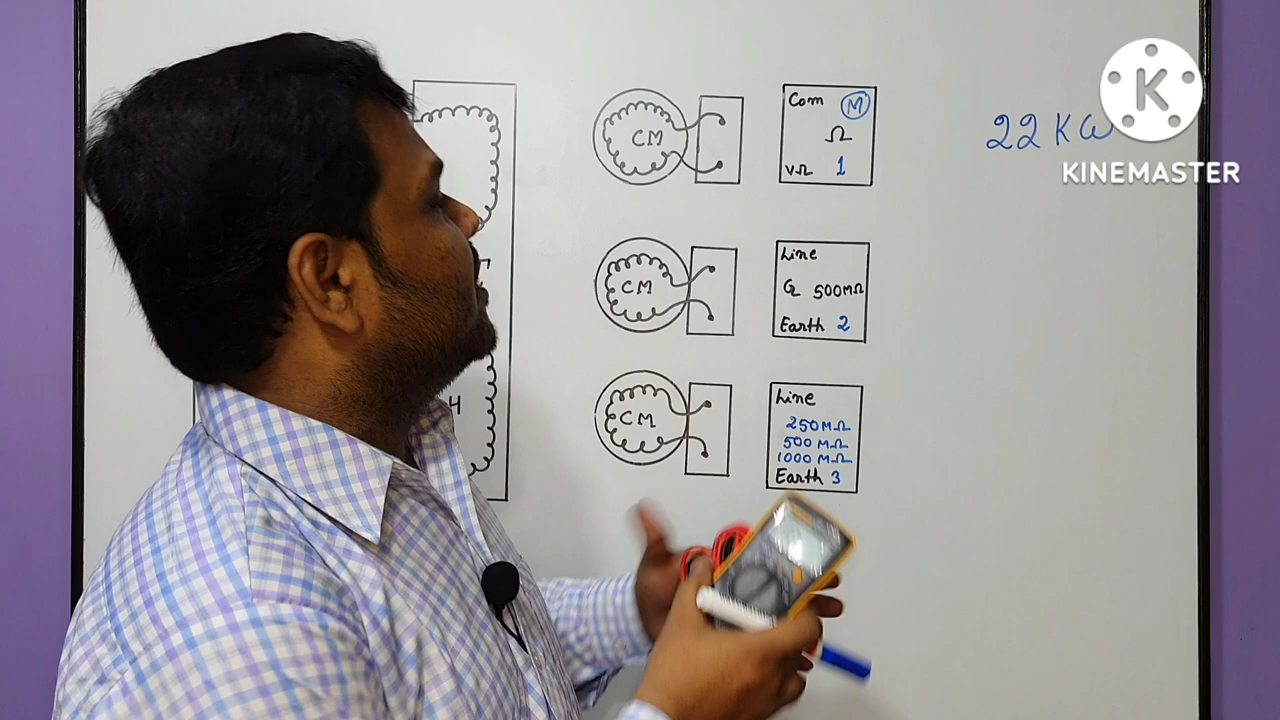 CM
Com M
Ω
VΩ 1
22 KW
K
KINEMASTER
CM
Line
500MΩ
Earth 2
CM
Line
250MΩ
500MΩ
1000MΩ
Earth 3